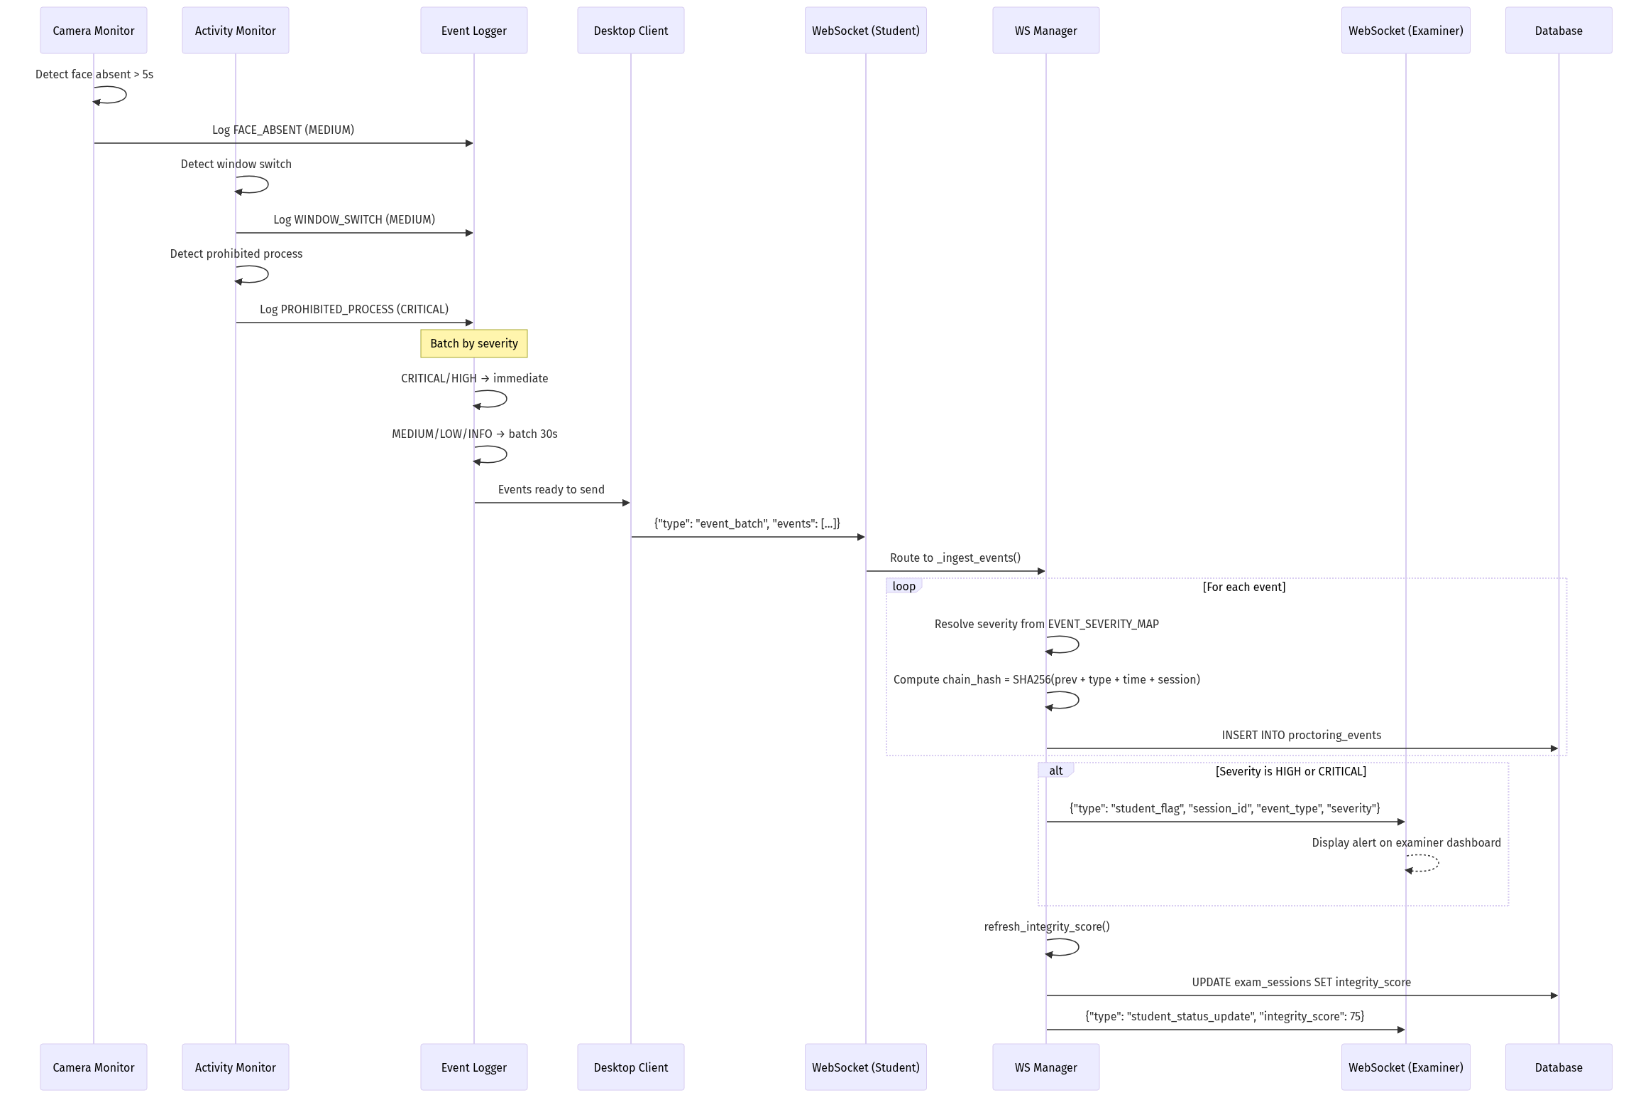 Camera Monitor
Activity Monitor
Event Logger
Desktop Client
WebSocket (Student)
WS Manager
WebSocket (Examiner)
Database
Detect face absent > 5s
Log FACE_ABSENT (MEDIUM)
Detect window switch
Log WINDOW_SWITCH (MEDIUM)
Detect prohibited process
Log PROHIBITED_PROCESS (CRITICAL)
Batch by severity
CRITICAL/HIGH → immediate
MEDIUM/LOW/INFO → batch 30s
Events ready to send
{"type": "event_batch", "events": [...]}
Route to _ingest_events()
loop
[For each event]
Resolve severity from EVENT_SEVERITY_MAP
Compute chain_hash = SHA256(prev + type + time + session)
INSERT INTO proctoring_events
alt
[Severity is HIGH or CRITICAL]
{"type": "student_flag", "session_id", "event_type", "severity"}
Display alert on examiner dashboard
refresh_integrity_score()
UPDATE exam_sessions SET integrity_score
{"type": "student_status_update", "integrity_score": 75}
Camera Monitor
Activity Monitor
Event Logger
Desktop Client
WebSocket (Student)
WS Manager
WebSocket (Examiner)
Database